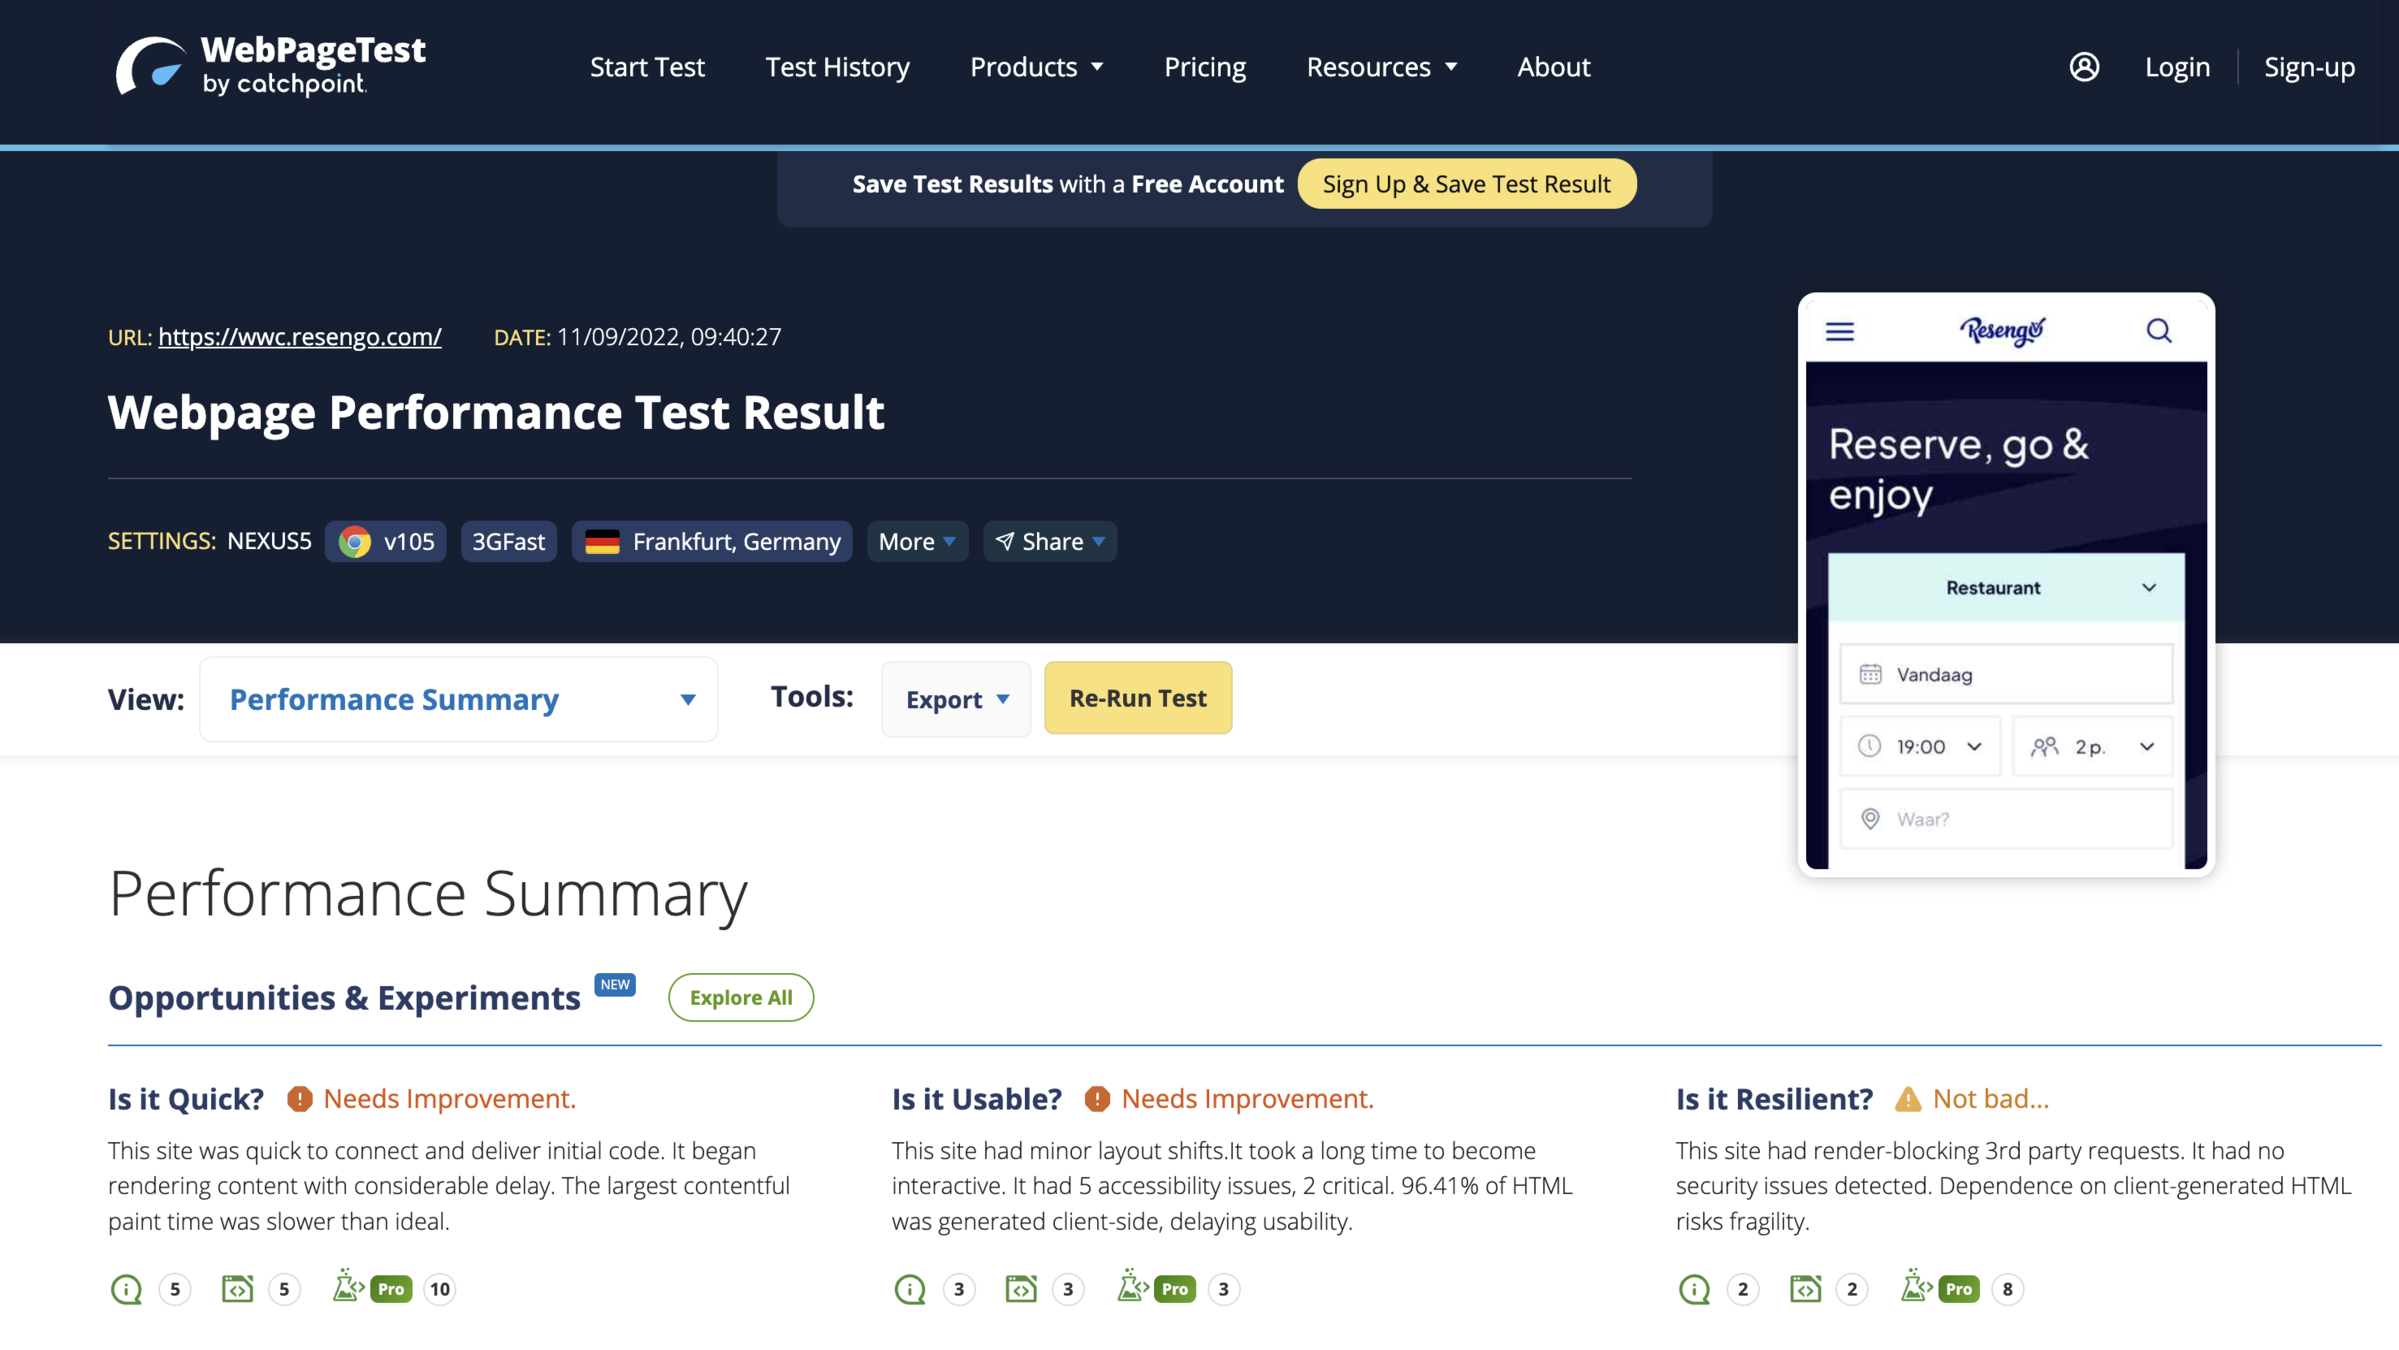 WebPageTest
by catchpoint.
Start Test
Test History
Products
Pricing
Resources
About
Login
Sign-up
Save Test Results with a Free Account
Sign Up & Save Test Result
URL: https://wwc.resengo.com/
DATE: 11/09/2022, 09:40:27
Webpage Performance Test Result
SETTINGS: NEXUS5
v105
3GFast
Frankfurt, Germany
More
Share
Resengo
Reserve, go &
enjoy
Restaurant
Vandaag
19:00
2 p.
Waar?
View:
Performance Summary
Tools:
Export
Re-Run Test
Performance Summary
Opportunities & Experiments
NEW
Explore All
Is it Quick?
Needs Improvement.
This site was quick to connect and deliver initial code. It began
rendering content with considerable delay. The largest contentful
paint time was slower than ideal.
5
5
Pro
10
Is it Usable?
Needs Improvement.
This site had minor layout shifts.It took a long time to become
interactive. It had 5 accessibility issues, 2 critical. 96.41% of HTML
was generated client-side, delaying usability.
3
3
Pro
3
Is it Resilient?
Not bad...
This site had render-blocking 3rd party requests. It had no
security issues detected. Dependence on client-generated HTML
risks fragility.
2
2
Pro
8